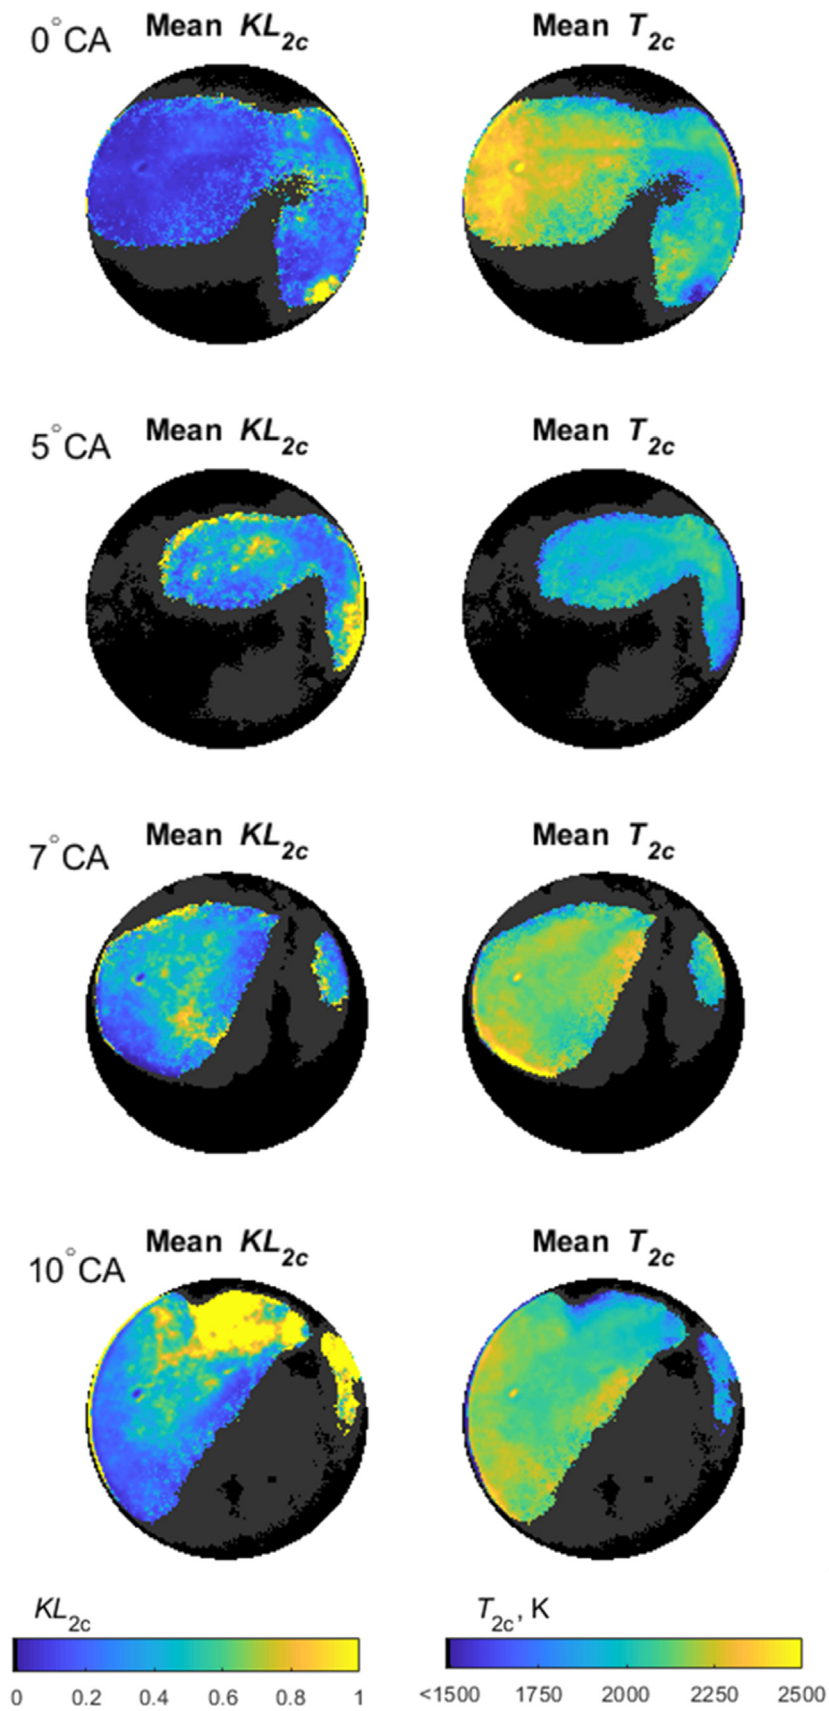 0°CA Mean KL2c Mean T2c
5°CA Mean KL2c Mean T2c
7°CA Mean KL2c Mean T2c
10°CA Mean KL2c Mean T2c
KL2c T2c, K
0 0.2 0.4 0.6 0.8 1 <1500 1750 2000 2250 2500